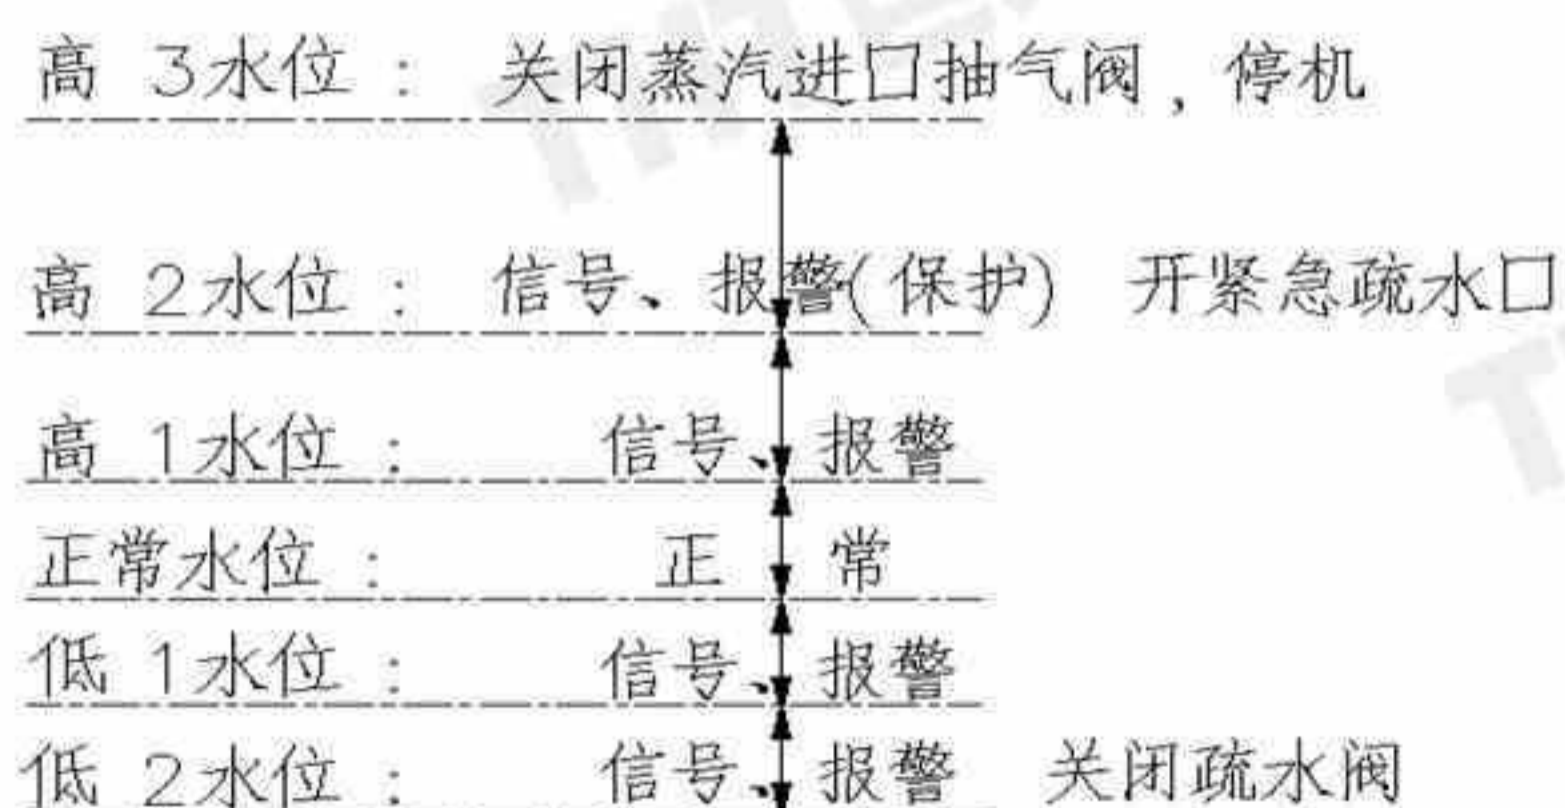 高 3水位： 关闭蒸汽进口抽气阀，停机
高 2水位： 信号、报警(保护) 开紧急疏水口
高 1水位： 信号、报警
正常水位： 正 常
低 1水位： 信号、报警
低 2水位： 信号、报警 关闭疏水阀